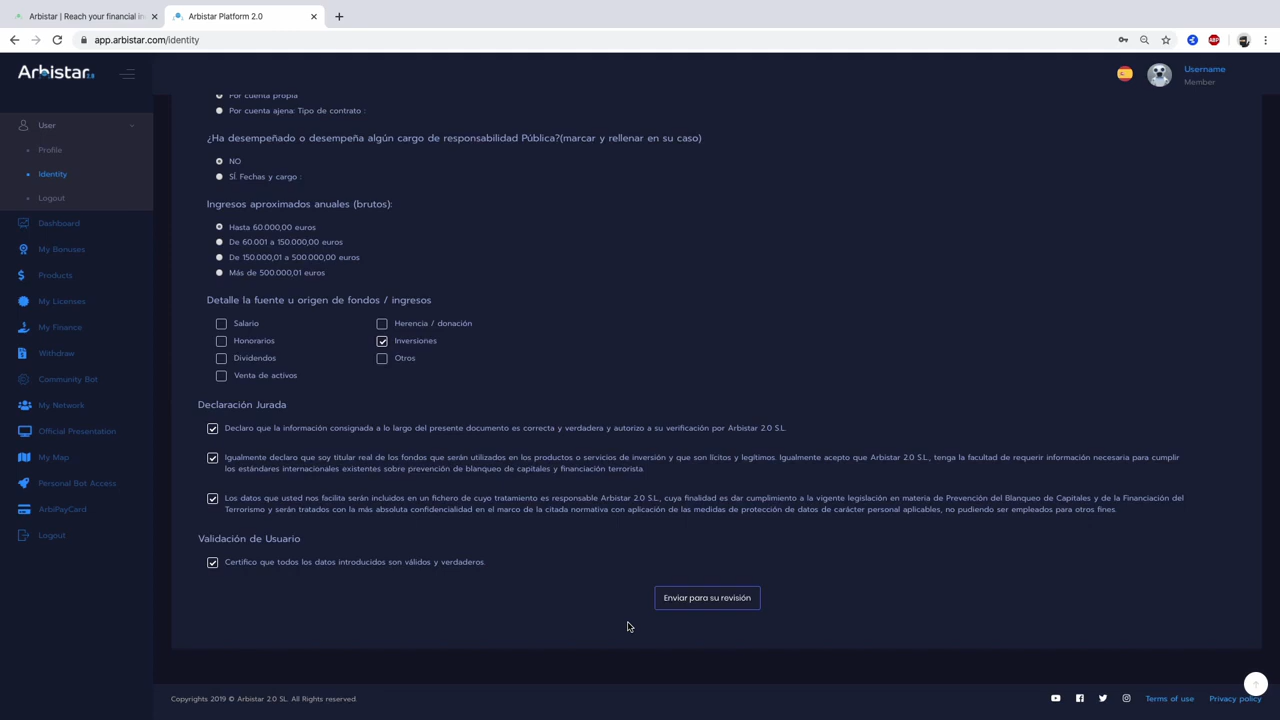 Arbistar | Reach your financial in
Arbistar Platform 2.0
app.arbistar.com/identity
ABP
Arbistar 2.0
Username
Member
User
Profile
Identity
Logout
Dashboard
My Bonuses
Products
My Licenses
My Finance
Withdraw
Community Bot
My Network
Official Presentation
My Map
Personal Bot Access
ArbiPayCard
Logout
Por cuenta propia
Por cuenta ajena: Tipo de contrato :
¿Ha desempeñado o desempeña algún cargo de responsabilidad Pública?(marcar y rellenar en su caso)
NO
SÍ. Fechas y cargo :
Ingresos aproximados anuales (brutos):
Hasta 60.000,00 euros
De 60.001 a 150.000,00 euros
De 150.000,01 a 500.000,00 euros
Más de 500.000,01 euros
Detalle la fuente u origen de fondos / ingresos
Salario
Herencia / donación
Honorarios
Inversiones
Dividendos
Otros
Venta de activos
Declaración Jurada
Declaro que la información consignada a lo largo del presente documento es correcta y verdadera y autorizo a su verificación por Arbistar 2.0 S.L.
Igualmente declaro que soy titular real de los fondos que serán utilizados en los productos o servicios de inversión y que son lícitos y legítimos. Igualmente acepto que Arbistar 2.0 S.L., tenga la facultad de requerir información necesaria para cumplir
los estándares internacionales existentes sobre prevención de blanqueo de capitales y financiación terrorista.
Los datos que usted nos facilita serán incluidos en un fichero de cuyo tratamiento es responsable Arbistar 2.0 S.L., cuya finalidad es dar cumplimiento a la vigente legislación en materia de Prevención del Blanqueo de Capitales y de la Financiación del
Terrorismo y serán tratados con la más absoluta confidencialidad en el marco de la citada normativa con aplicación de las medidas de protección de datos de carácter personal aplicables, no pudiendo ser empleados para otros fines.
Validación de Usuario
Certifico que todos los datos introducidos son válidos y verdaderos.
Enviar para su revisión
Copyrights 2019 © Arbistar 2.0 SL. All Rights reserved.
Terms of use
Privacy policy